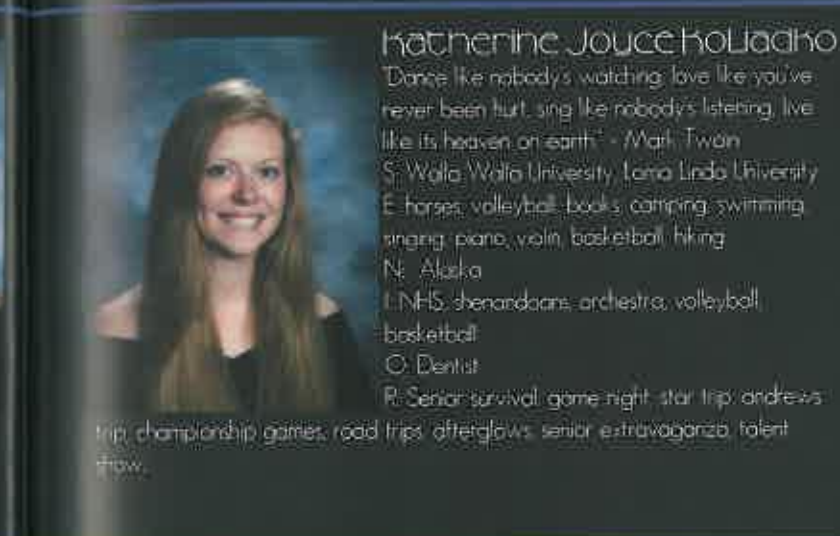 Katherine Joyce Koliadko
"Dance like nobody's watching, love like you've
never been hurt, sing like nobody's listening, live
like its heaven on earth." - Mark Twain
S: Walla Walla University, Loma Linda University
E: horses, volleyball, books, camping, swimming,
singing, piano, violin, basketball, hiking
N: Alaska
I: NHS, shenandoans, orchestra, volleyball,
basketball
O: Dentist
R: Senior survival, game night, star trip, andrews
trip, championship games, road trips, afterglows, senior extravaganza, talent
show,